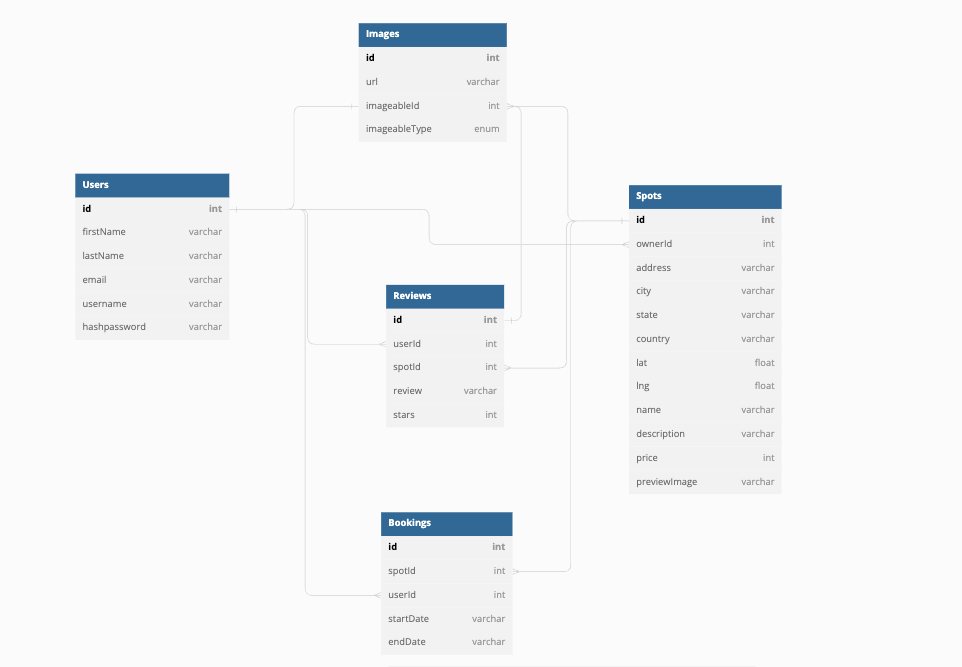 Images
id int
url varchar
imageableId int
imageableType enum
Users
id int
firstName varchar
lastName varchar
email varchar
username varchar
hashpassword varchar
Spots
id int
ownerId int
address varchar
city varchar
state varchar
country varchar
lat float
lng float
name varchar
description varchar
price int
previewImage varchar
Reviews
id int
userId int
spotId int
review varchar
stars int
Bookings
id int
spotId int
userId int
startDate varchar
endDate varchar